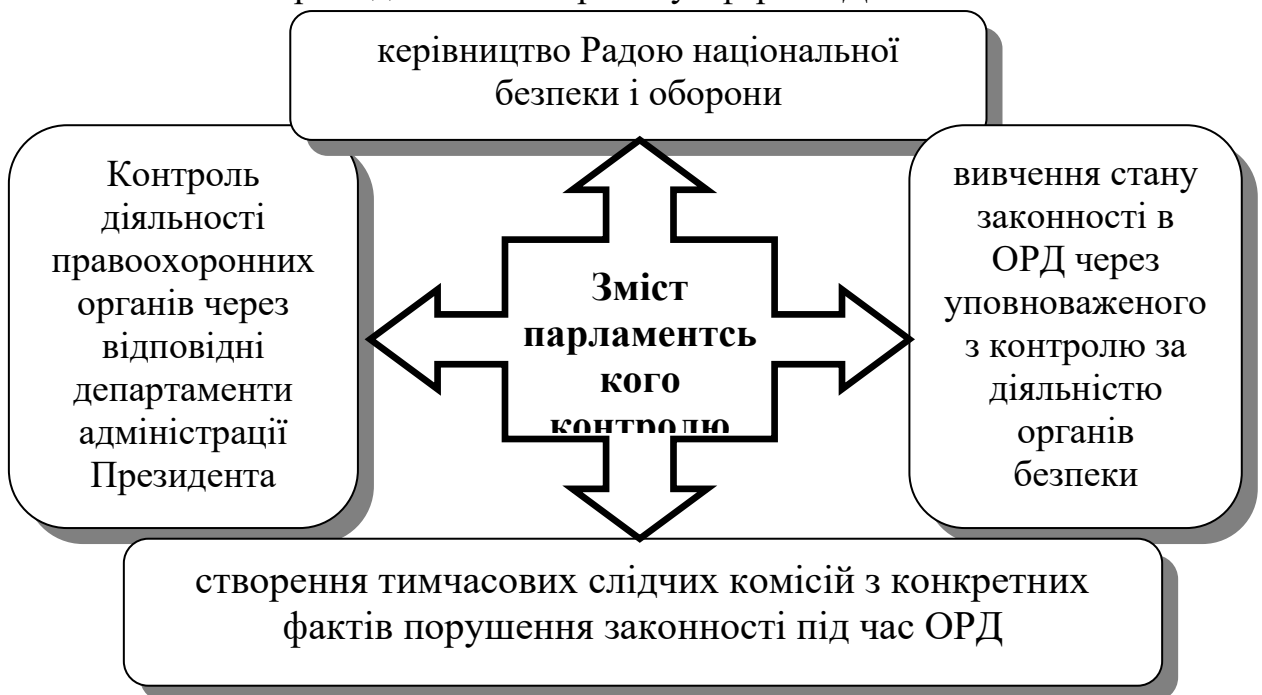 керівництво Радою національної
безпеки і оборони
Контроль
діяльності
правоохоронних
органів через
відповідні
департаменти
адміністрації
Президента
Зміст
парламентсь
кого
контролю
вивчення стану
законності в
ОРД через
уповноваженого
з контролю за
діяльністю
органів
безпеки
створення тимчасових слідчих комісій з конкретних
фактів порушення законності під час ОРД